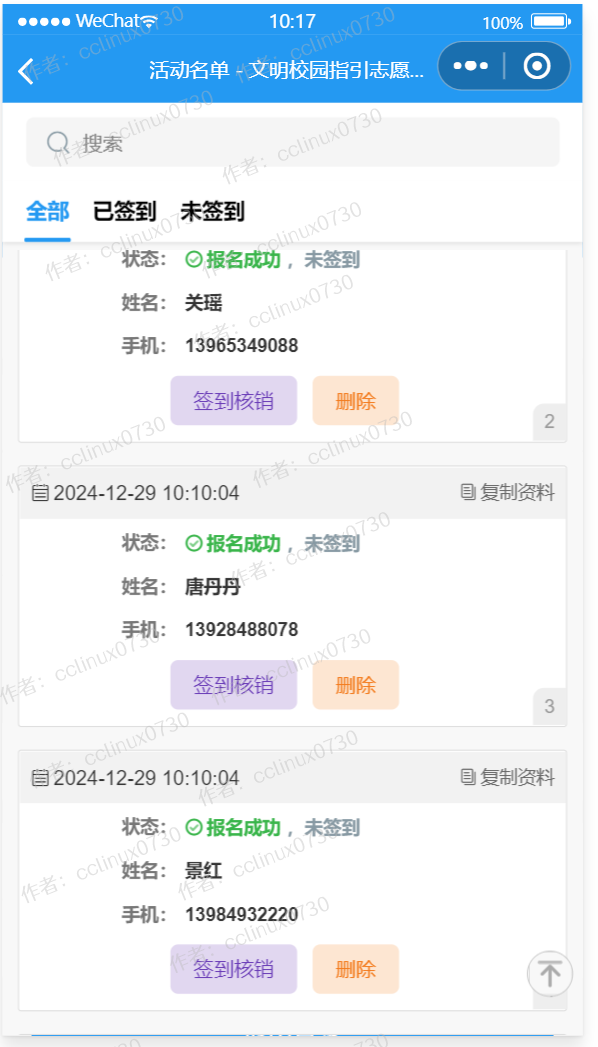 WeChat 10:17 100%
活动名单 - 文明校园指引志愿...
搜索
全部 已签到 未签到
状态: 报名成功 , 未签到
姓名: 关瑶
手机: 13965349088
签到核销 删除
2
2024-12-29 10:10:04 复制资料
状态: 报名成功 , 未签到
姓名: 唐丹丹
手机: 13928488078
签到核销 删除
3
2024-12-29 10:10:04 复制资料
状态: 报名成功 , 未签到
姓名: 景红
手机: 13984932220
签到核销 删除
作者: cclinux0730